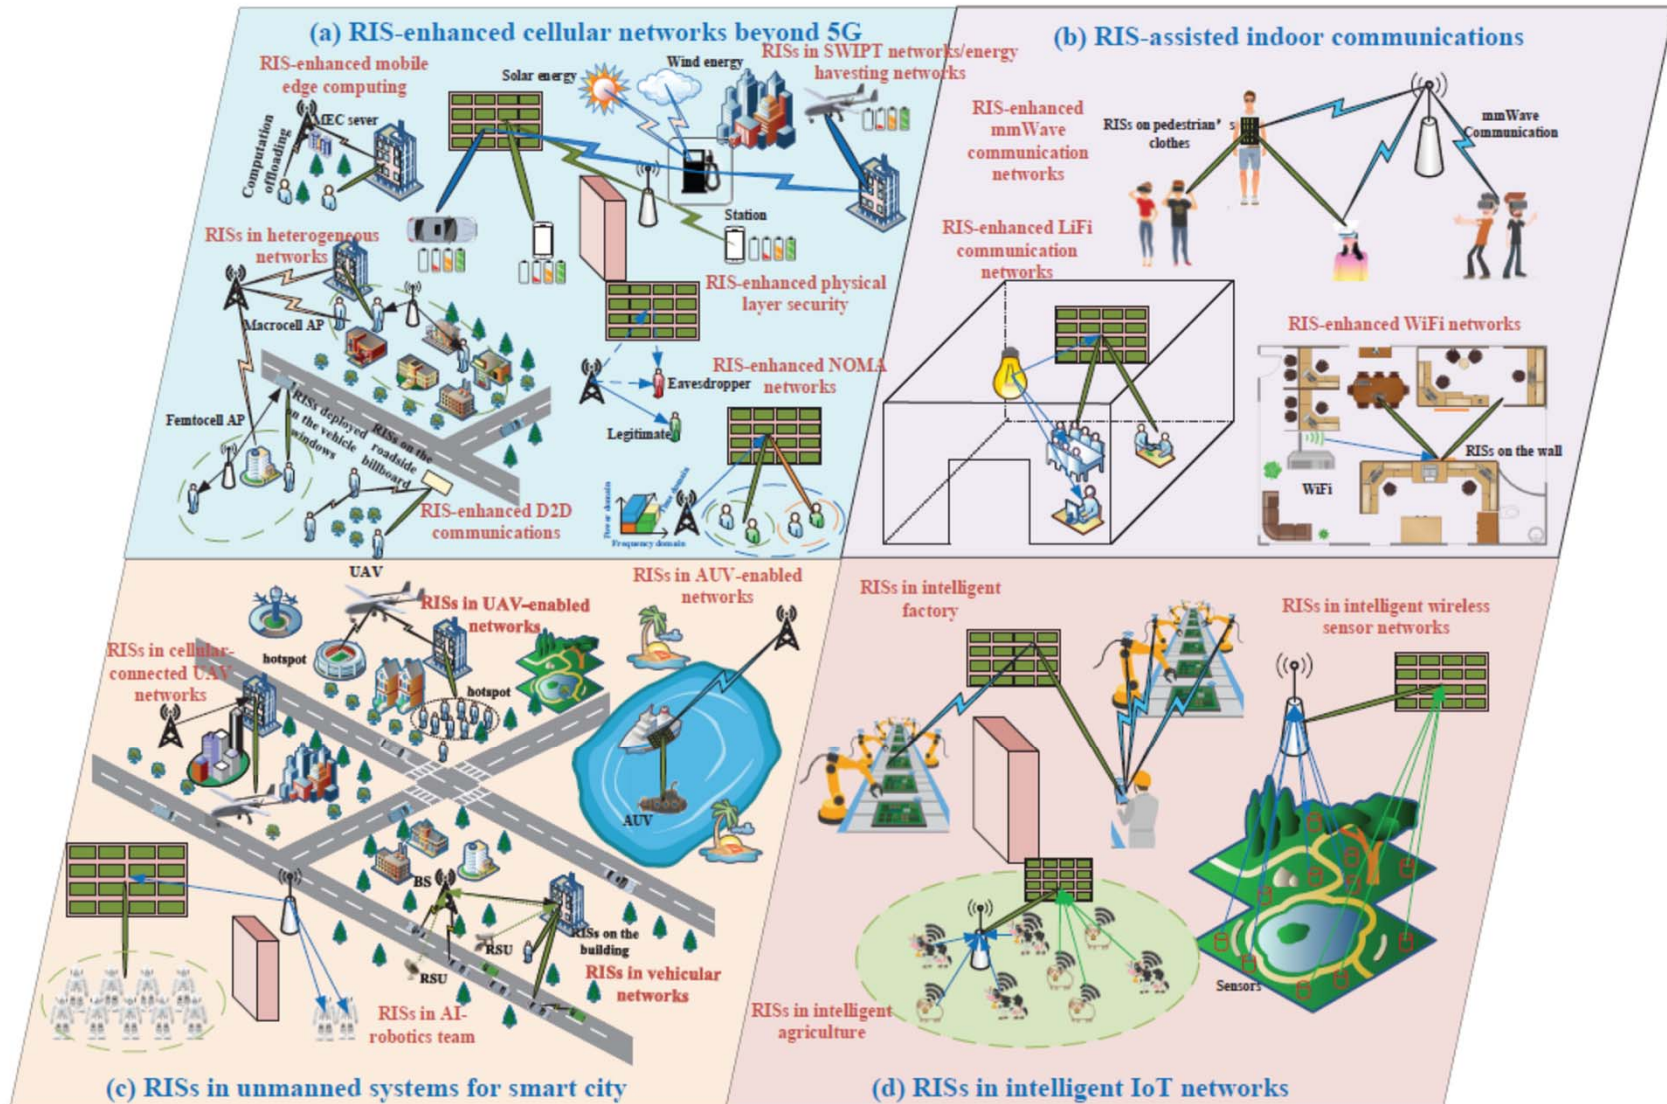 (a) RIS-enhanced cellular networks beyond 5G
RIS-enhanced mobile
edge computing
MEC sever
Computation
offloading
Solar energy
Wind energy
RISs in SWIPT networks/energy
havesting networks
Station
RISs in heterogeneous
networks
Macrocell AP
Femtocell AP
RISs deployed
on the vehicle
windows
RISs on the
roadside
billboard
RIS-enhanced D2D
communications
RIS-enhanced physical
layer security
Eavesdropper
Legitimate
RIS-enhanced NOMA
networks
Power domain
Time domain
Frequency domain
(b) RIS-assisted indoor communications
RIS-enhanced
mmWave
communication
networks
RISs on pedestrian's
clothes
mmWave
Communication
RIS-enhanced LiFi
communication
networks
RIS-enhanced WiFi networks
RISs on the wall
WiFi
UAV
RISs in UAV-enabled
networks
hotspot
hotspot
RISs in cellular-
connected UAV
networks
RISs in AUV-enabled
networks
AUV
BS
RSU
RSU
RISs on the
building
RISs in vehicular
networks
RISs in AI-
robotics team
(c) RISs in unmanned systems for smart city
RISs in intelligent
factory
RISs in intelligent wireless
sensor networks
Sensors
RISs in intelligent
agriculture
(d) RISs in intelligent IoT networks